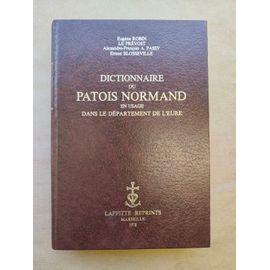 Eugène ROBIN
LE PRÉVOST
Alexandre-François A. PASSY
Ernest BLOSSEVILLE
DICTIONNAIRE
DU
PATOIS NORMAND
EN USAGE
DANS LE DÉPARTEMENT DE L'EURE
LAFFITTE REPRINTS
MARSEILLE
1978